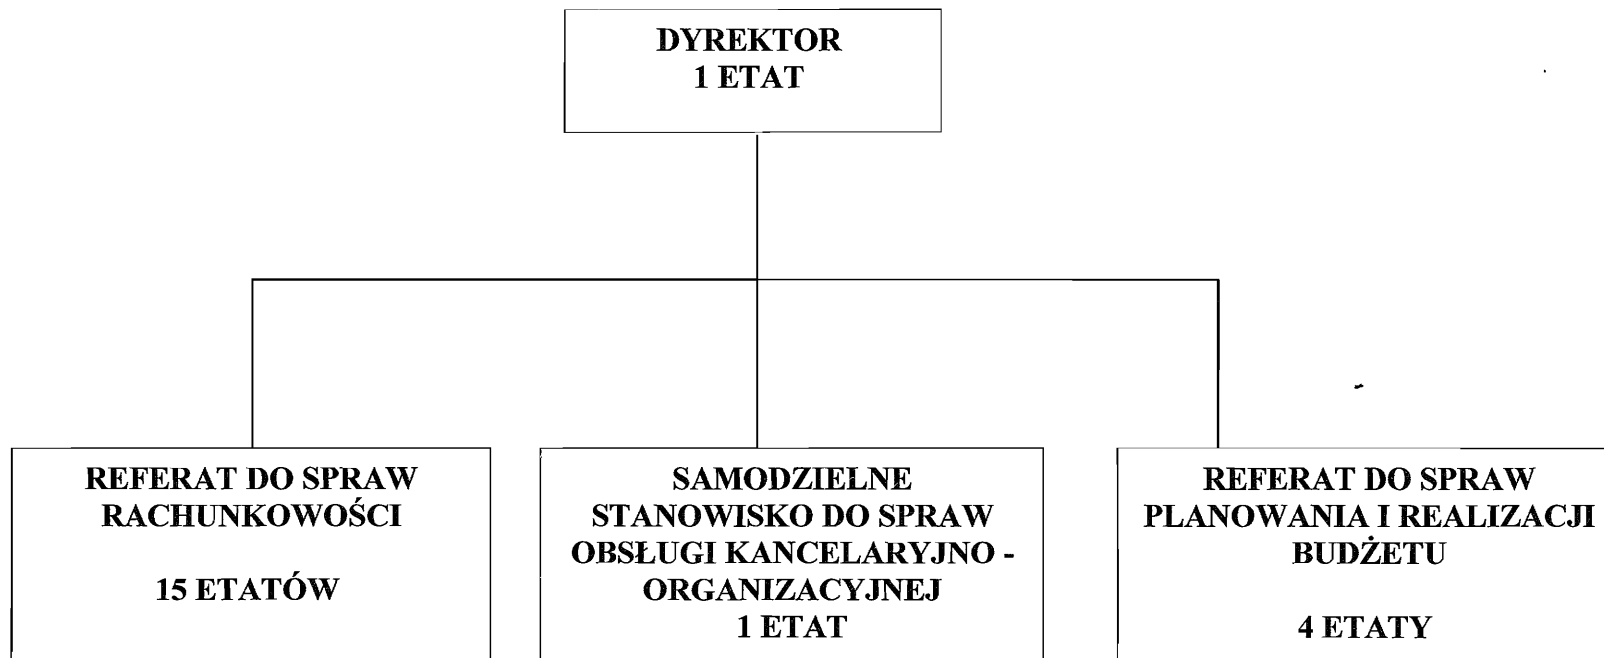 DYREKTOR
1 ETAT
REFERAT DO SPRAW
RACHUNKOWOŚCI
15 ETATÓW
SAMODZIELNE
STANOWISKO DO SPRAW
OBSŁUGI KANCELARYJNO -
ORGANIZACYJNEJ
1 ETAT
REFERAT DO SPRAW
PLANOWANIA I REALIZACJI
BUDŻETU
4 ETATY